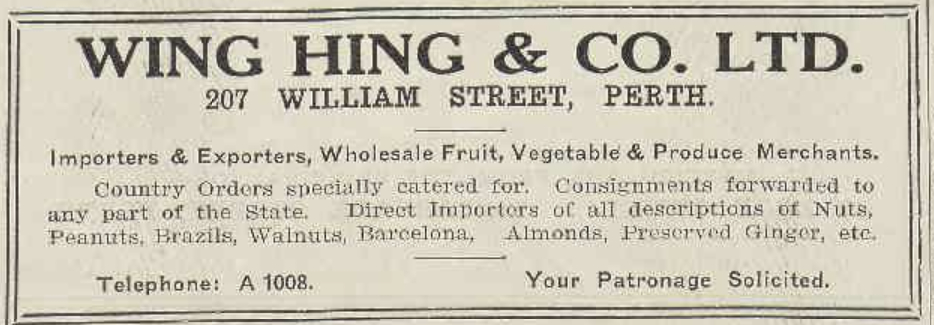 WING HING & CO. LTD.
207 WILLIAM STREET, PERTH.
Importers & Exporters, Wholesale Fruit, Vegetable & Produce Merchants.
Country Orders specially catered for. Consignments forwarded to
any part of the State. Direct Importers of all descriptions of Nuts,
Peanuts, Brazils, Walnuts, Barcelona, Almonds, Preserved Ginger, etc.
Telephone: A 1008. Your Patronage Solicited.